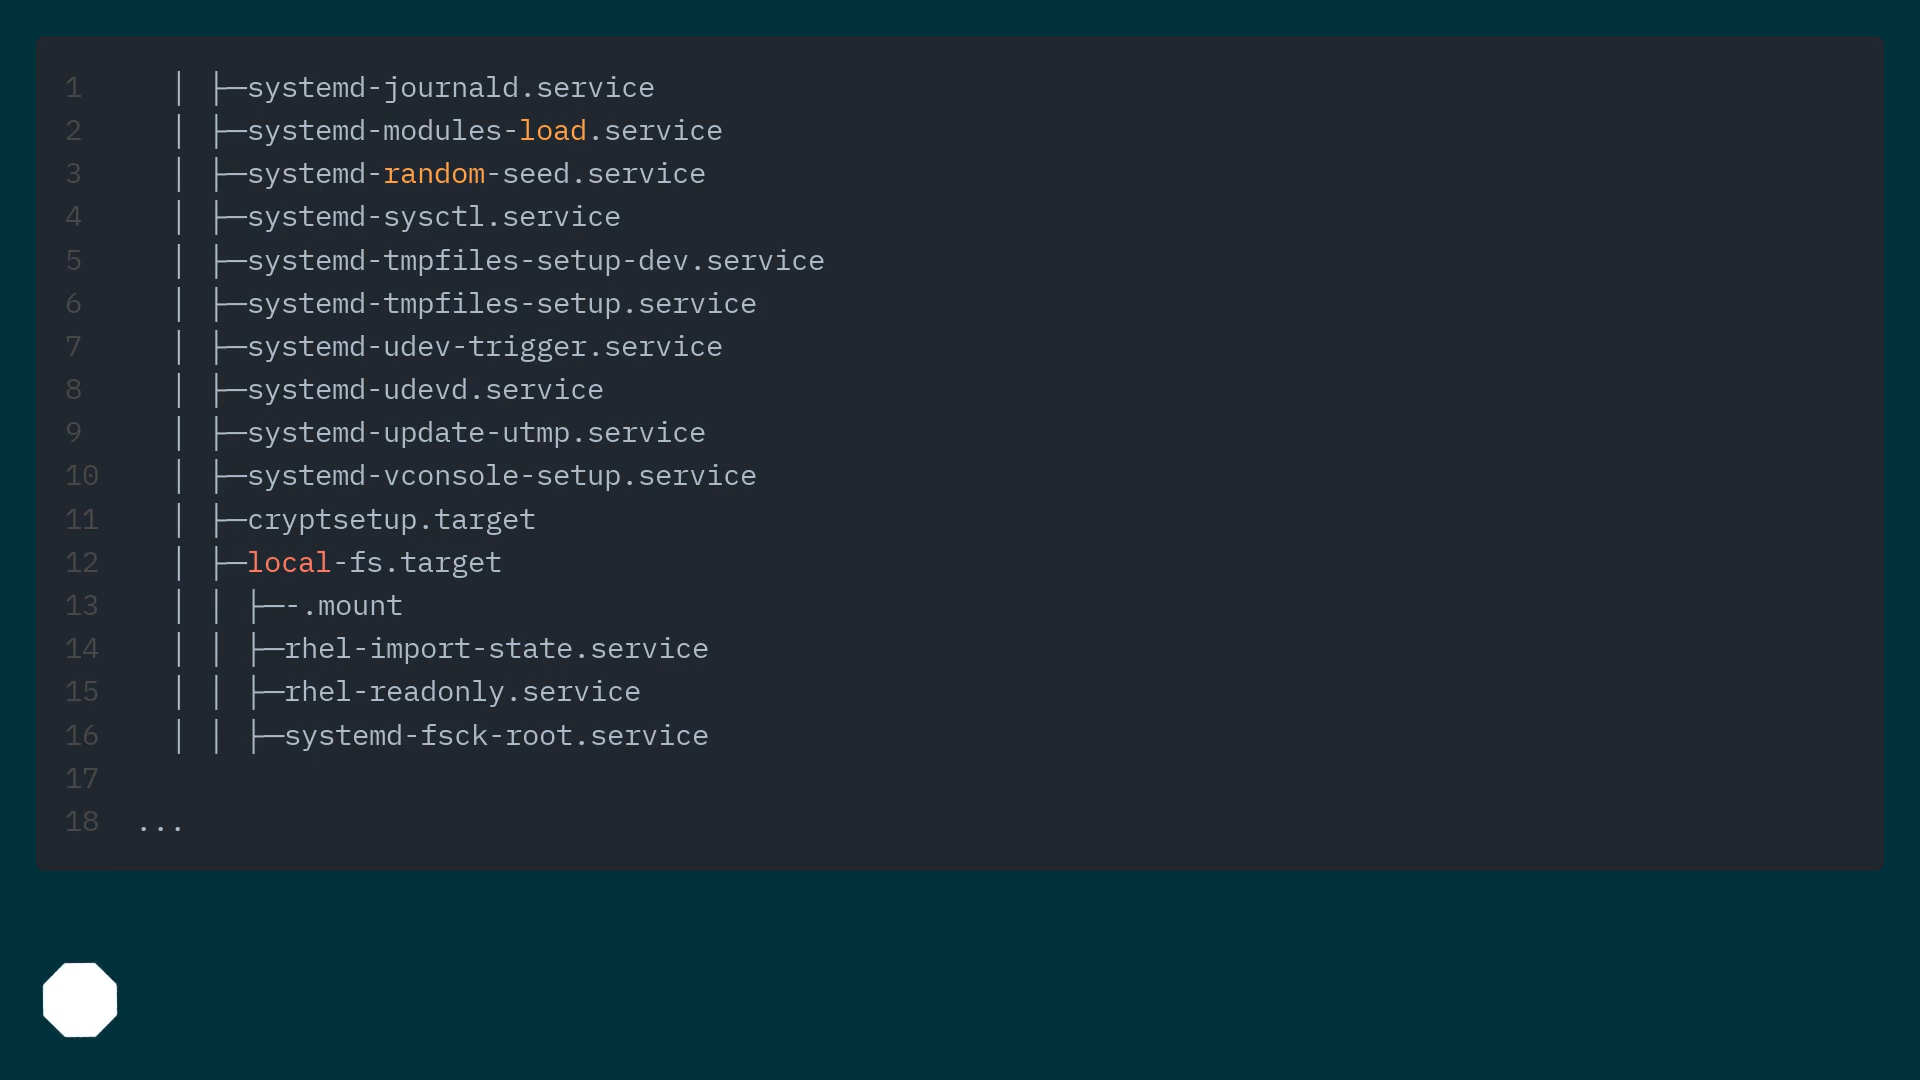 1 │ ├─systemd-journald.service
2 │ ├─systemd-modules-load.service
3 │ ├─systemd-random-seed.service
4 │ ├─systemd-sysctl.service
5 │ ├─systemd-tmpfiles-setup-dev.service
6 │ ├─systemd-tmpfiles-setup.service
7 │ ├─systemd-udev-trigger.service
8 │ ├─systemd-udevd.service
9 │ ├─systemd-update-utmp.service
10 │ ├─systemd-vconsole-setup.service
11 │ ├─cryptsetup.target
12 │ ├─local-fs.target
13 │ │ ├─-.mount
14 │ │ ├─rhel-import-state.service
15 │ │ ├─rhel-readonly.service
16 │ │ ├─systemd-fsck-root.service
17
18 ...